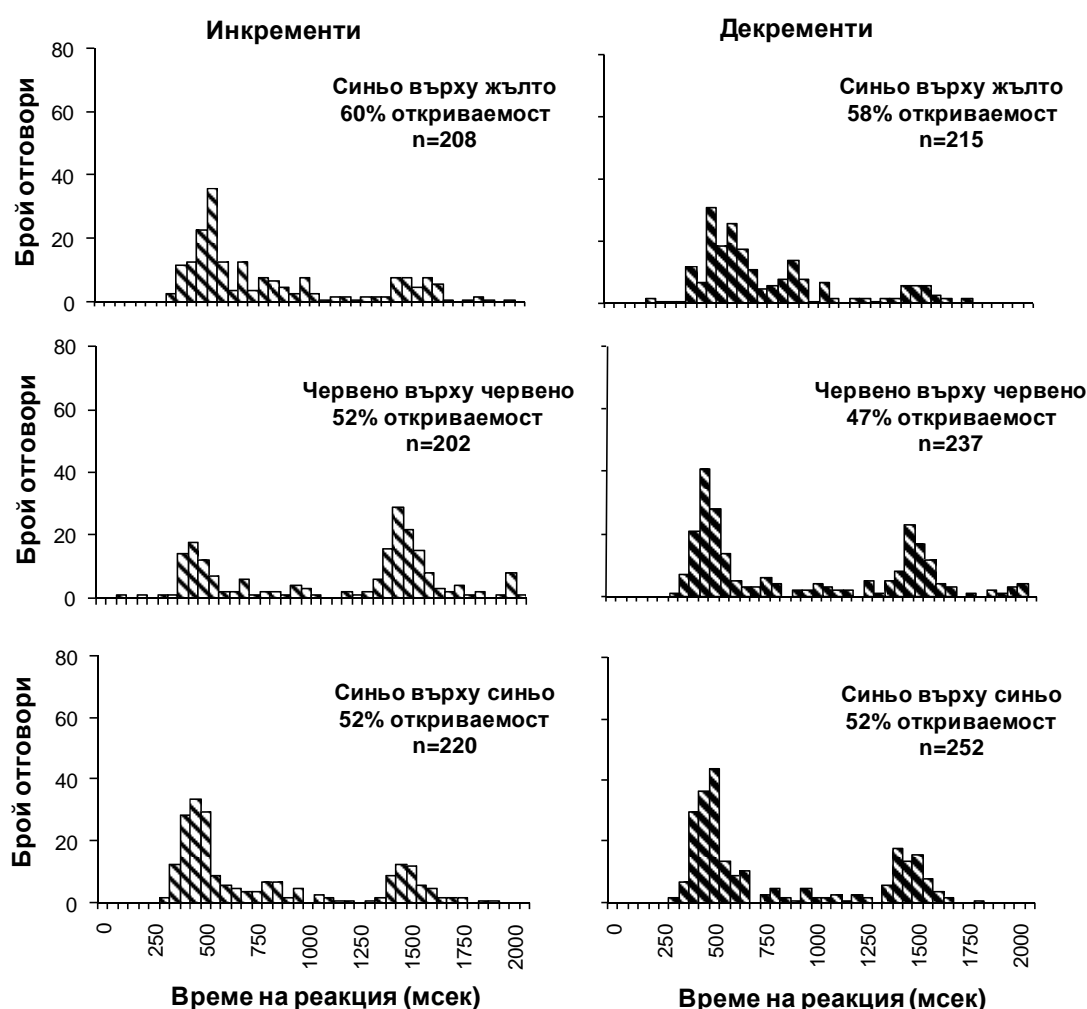 Инкременти
Декременти
Брой отговори
80
60
40
20
0
Синьо върху жълто
60% откриваемост
n=208
Синьо върху жълто
58% откриваемост
n=215
Брой отговори
80
60
40
20
0
Червено върху червено
52% откриваемост
n=202
Червено върху червено
47% откриваемост
n=237
Брой отговори
80
60
40
20
0
Синьо върху синьо
52% откриваемост
n=220
Синьо върху синьо
52% откриваемост
n=252
0 250 500 750 1000 1250 1500 1750 2000
0 250 500 750 1000 1250 1500 1750 2000
Време на реакция (мсек)
Време на реакция (мсек)